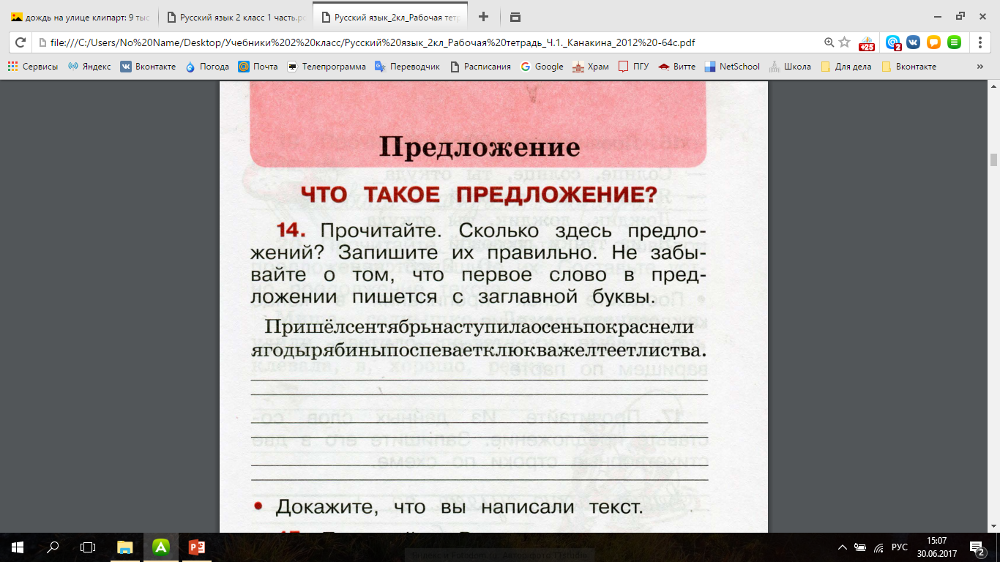 дождь на улице клипарт: 9 тыс
Русский язык 2 класс 1 часть.pd
Русский язык_2кл_Рабочая тетр
file:///C:/Users/No%20Name/Desktop/Учебники%202%20класс/Русский%20язык_2кл_Рабочая%20тетрадь_Ч.1._Канакина_2012%20-64с.pdf
+25
2
Сервисы Яндекс Вконтакте Погода Почта Телепрограмма Переводчик Расписания Google Храм ПГУ Витте NetSchool Школа Для дела Вконтакте »
Предложение
ЧТО ТАКОЕ ПРЕДЛОЖЕНИЕ?
14. Прочитайте. Сколько здесь предло-
жений? Запишите их правильно. Не забы-
вайте о том, что первое слово в пред-
ложении пишется с заглавной буквы.
Пришёлсентябрьнаступилаосеньпокраснели
ягодырябиныпоспеваетклюкважелтеетлиства.
• Докажите, что вы написали текст.
РУС
15:07
30.06.2017
2